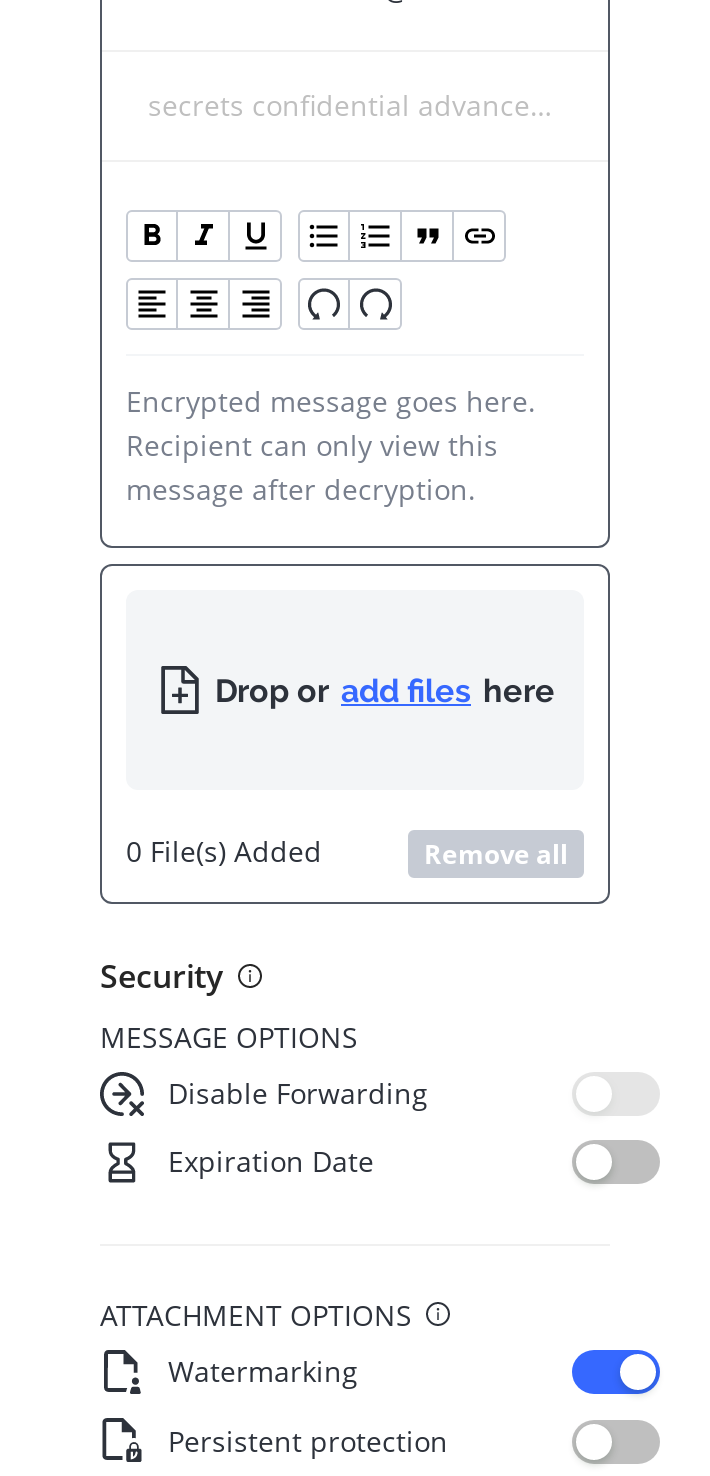 secrets confidential advance...
B I U
Encrypted message goes here.
Recipient can only view this
message after decryption.
Drop or add files here
0 File(s) Added
Remove all
Security
MESSAGE OPTIONS
Disable Forwarding
Expiration Date
ATTACHMENT OPTIONS
Watermarking
Persistent protection